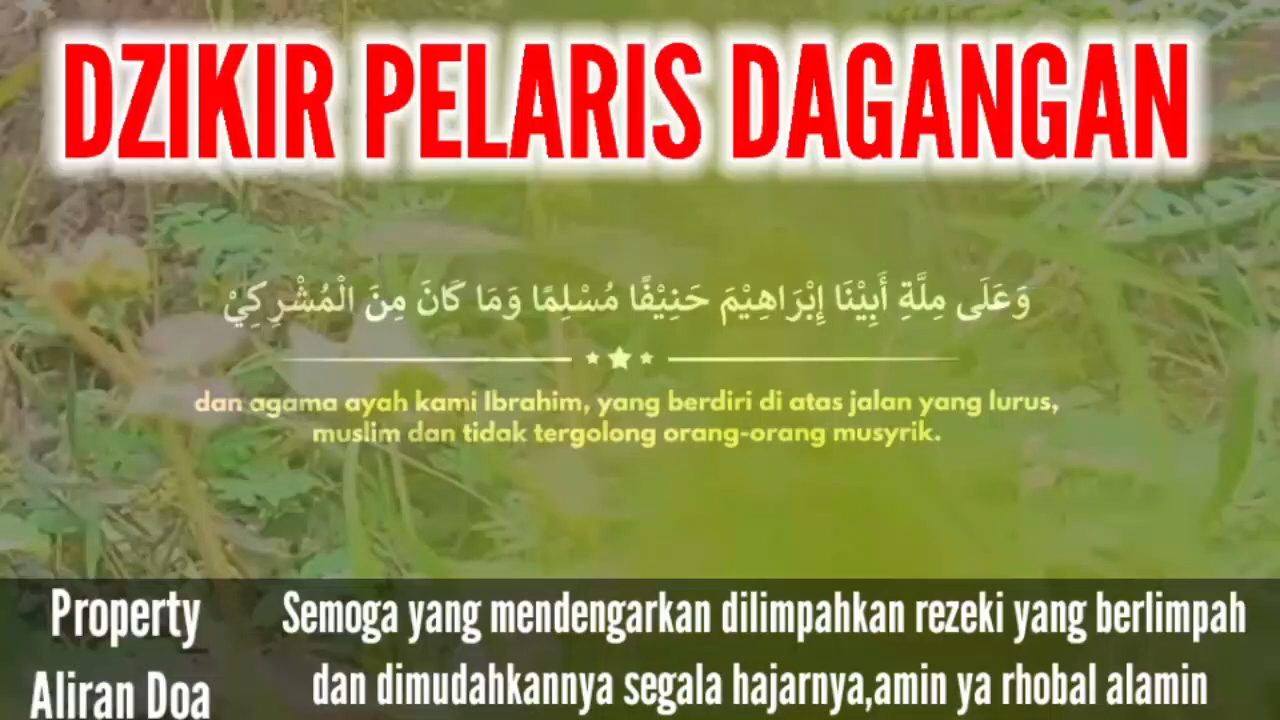 DZIKIR PELARIS DAGANGAN
وَعَلَى مِلَّةِ أَبِيْنَا إِبْرَاهِيْمَ حَنِيْفًا مُسْلِمًا وَمَا كَانَ مِنَ الْمُشْرِكِيْ
dan agama ayah kami Ibrahim, yang berdiri di atas jalan yang lurus,
muslim dan tidak tergolong orang-orang musyrik.
Property
Aliran Doa
Semoga yang mendengarkan dilimpahkan rezeki yang berlimpah
dan dimudahkannya segala hajarnya,amin ya rhobal alamin